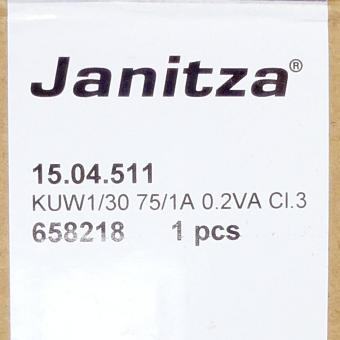 Janitza®
15.04.511
KUW1/30 75/1A 0.2VA Cl.3
658218 1 pcs